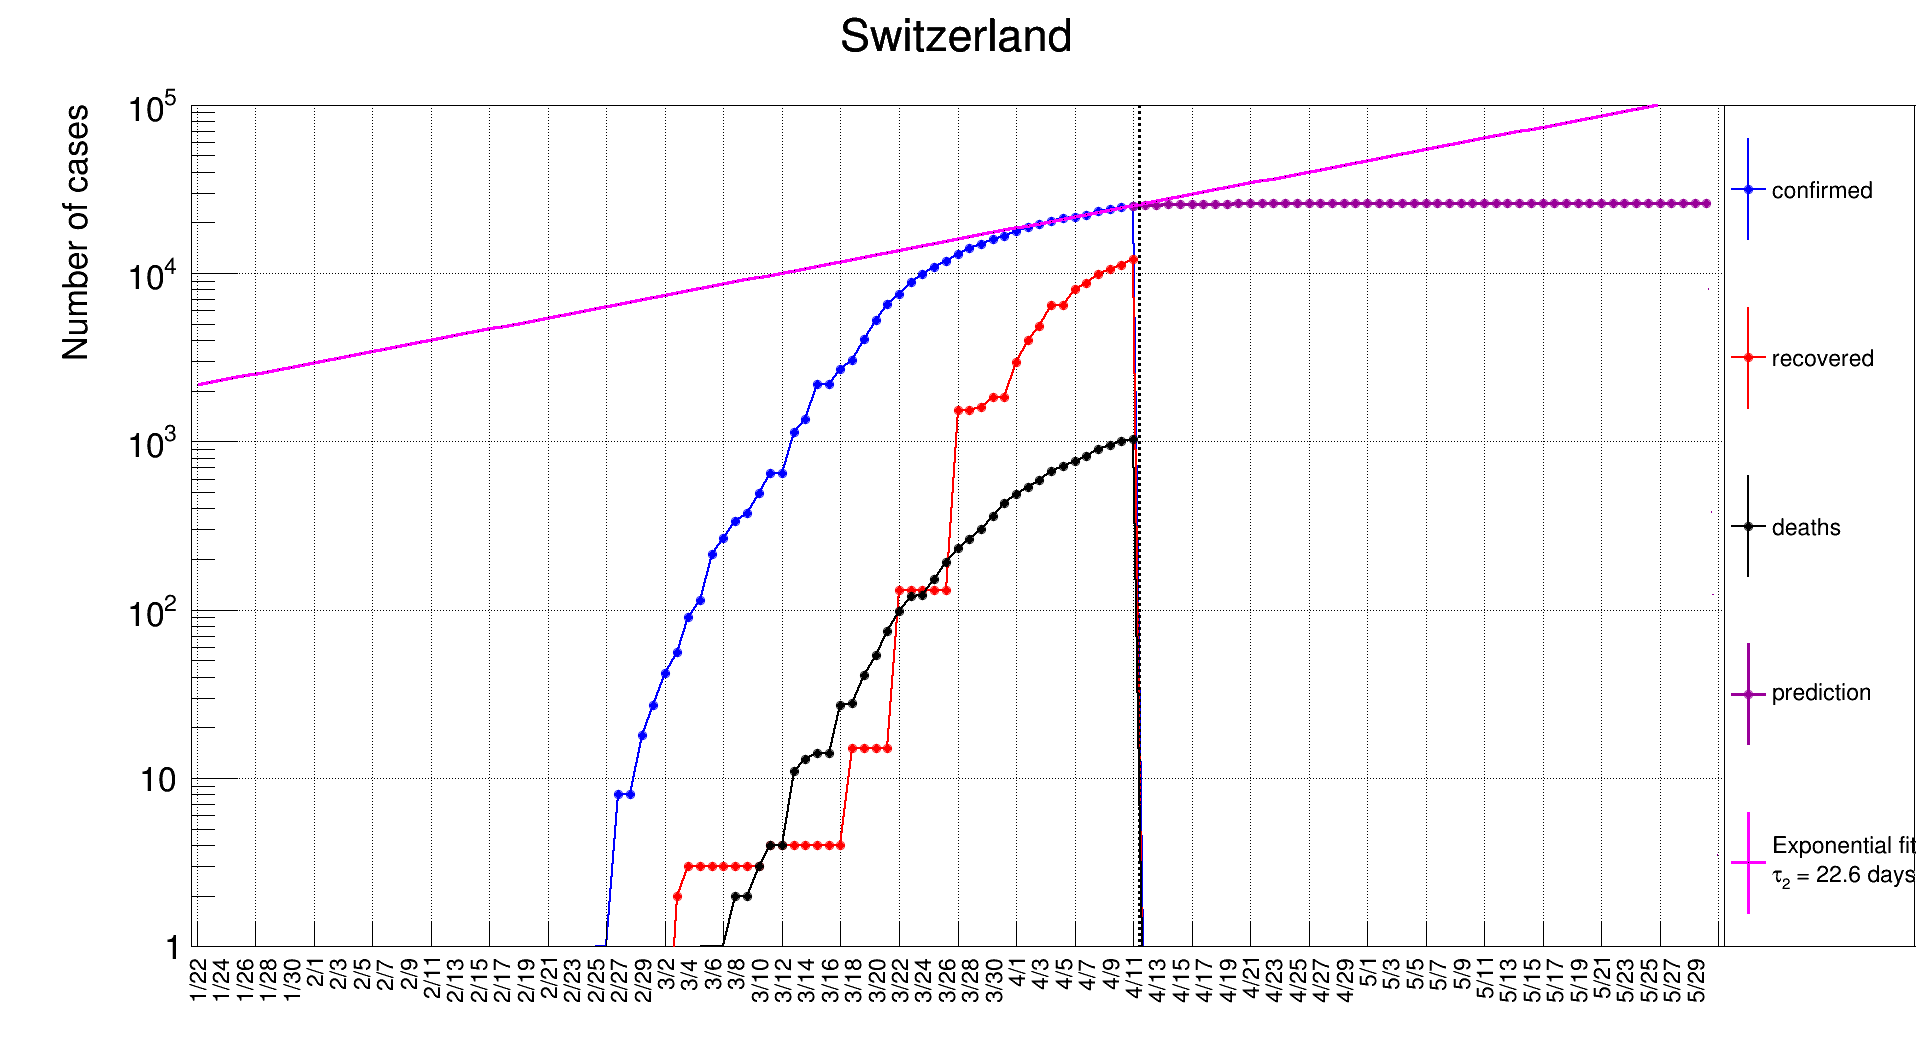 Switzerland
Number of cases
10^5
10^4
10^3
10^2
10
1
1/22 1/24 1/26 1/28 1/30 2/1 2/3 2/5 2/7 2/9 2/11 2/13 2/15 2/17 2/19 2/21 2/23 2/25 2/27 2/29 3/2 3/4 3/6 3/8 3/10 3/12 3/14 3/16 3/18 3/20 3/22 3/24 3/26 3/28 3/30 4/1 4/3 4/5 4/7 4/9 4/11 4/13 4/15 4/17 4/19 4/21 4/23 4/25 4/27 4/29 5/1 5/3 5/5 5/7 5/9 5/11 5/13 5/15 5/17 5/19 5/21 5/23 5/25 5/27 5/29
confirmed
recovered
deaths
prediction
Exponential fit
τ₂ = 22.6 days